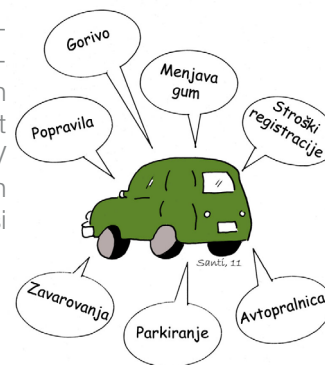 Gorivo
Menjava
gum
Stroški
registracije
Popravila
Santi, 11
Zavarovanja
Parkiranje
Avtopralnica